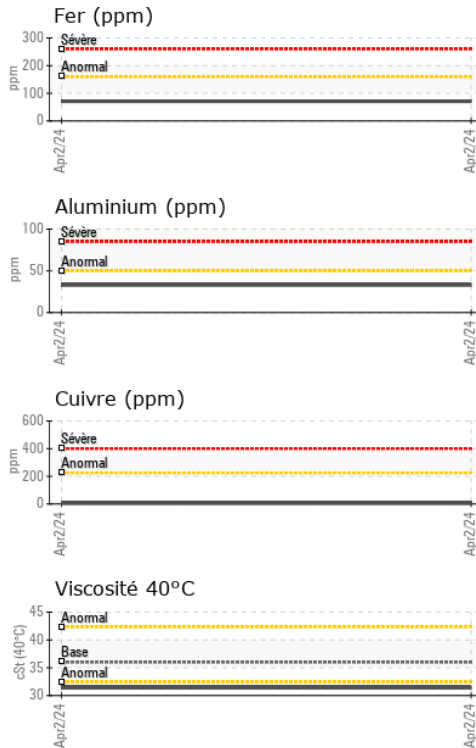 Fer (ppm)
300
Sévère
200
Anormal
ppm
100
0
Apr2/24
Apr2/24
Aluminium (ppm)
100
Sévère
Anormal
50
ppm
0
Apr2/24
Apr2/24
Cuivre (ppm)
600
Sévère
400
Anormal
ppm
200
0
Apr2/24
Apr2/24
Viscosité 40°C
45
Anormal
40
cSt (40°C)
Base
35
Anormal
30
Apr2/24
Apr2/24